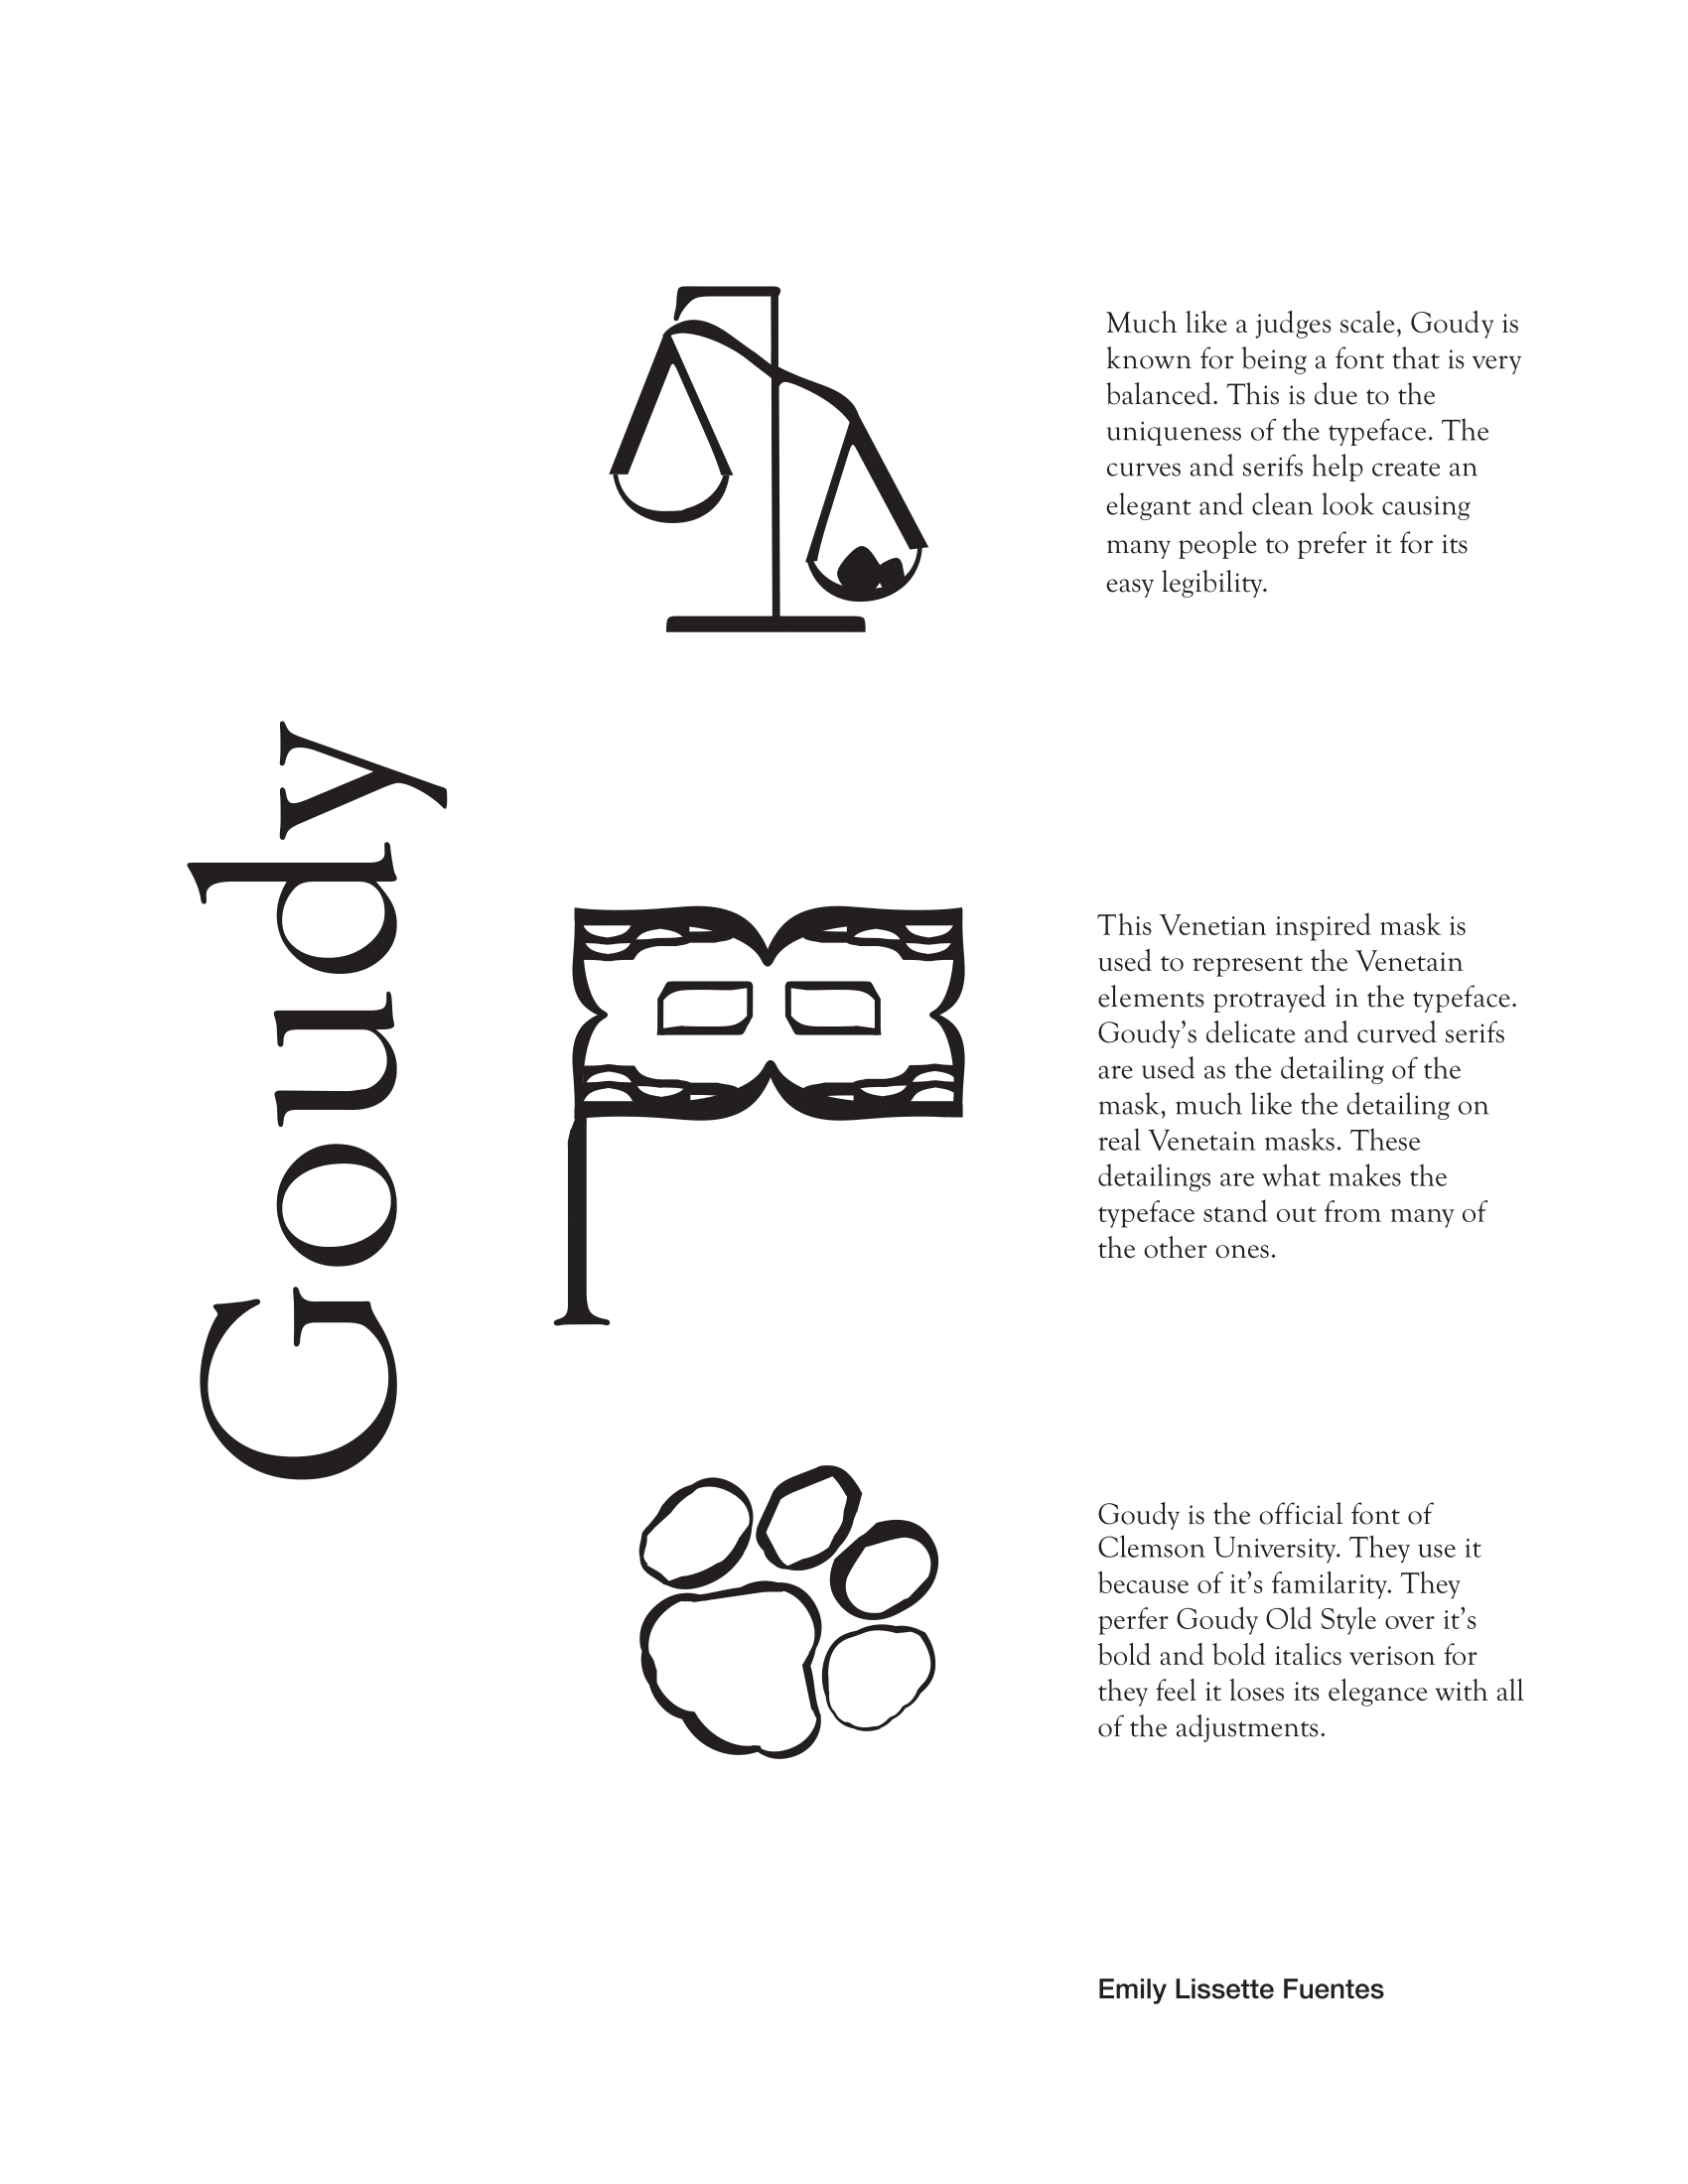 Goudy
Much like a judges scale, Goudy is
known for being a font that is very
balanced. This is due to the
uniqueness of the typeface. The
curves and serifs help create an
elegant and clean look causing
many people to prefer it for its
easy legibility.
This Venetian inspired mask is
used to represent the Venetain
elements protrayed in the typeface.
Goudy’s delicate and curved serifs
are used as the detailing of the
mask, much like the detailing on
real Venetain masks. These
detailings are what makes the
typeface stand out from many of
the other ones.
Goudy is the official font of
Clemson University. They use it
because of it’s familarity. They
perfer Goudy Old Style over it’s
bold and bold italics verison for
they feel it loses its elegance with all
of the adjustments.
Emily Lissette Fuentes